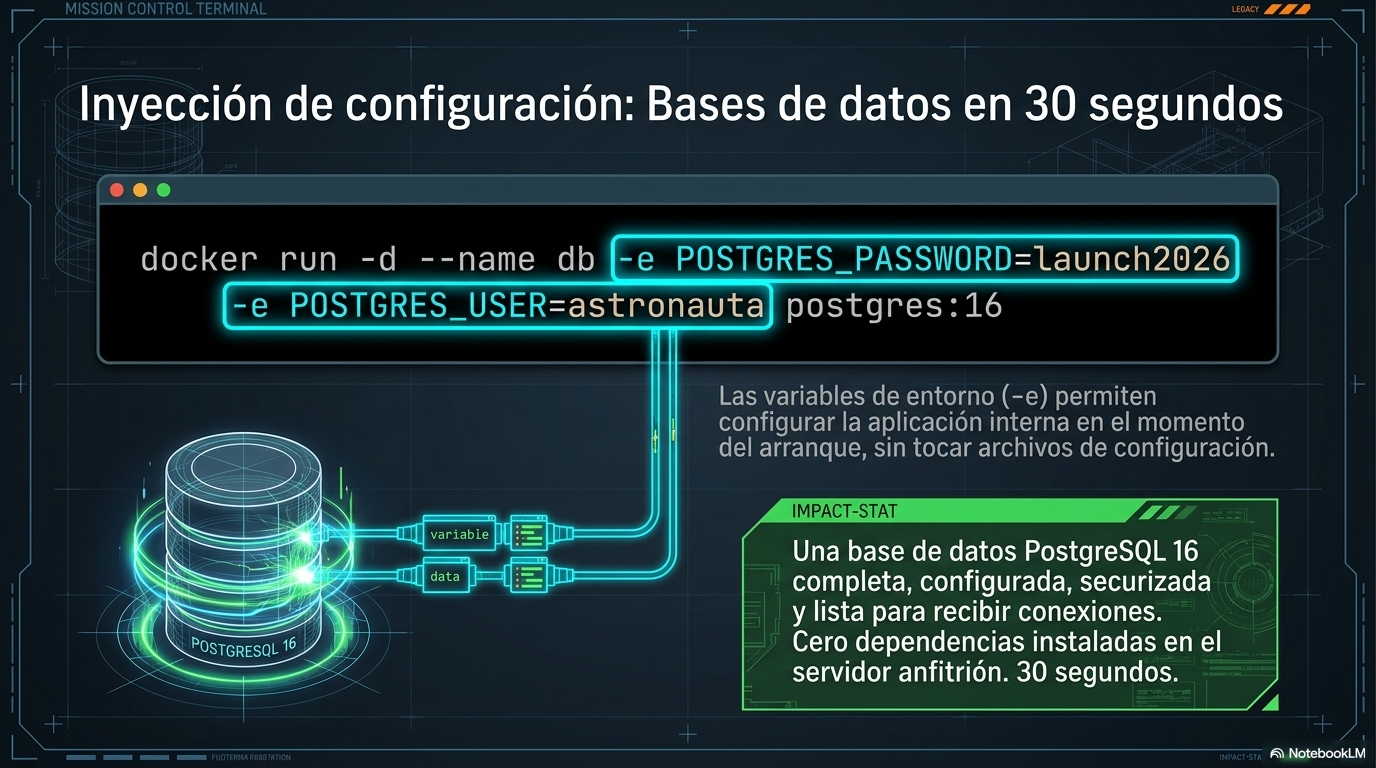 MISSION CONTROL TERMINAL
LEGACY
Inyección de configuración: Bases de datos en 30 segundos
docker run -d --name db -e POSTGRES_PASSWORD=launch2026
-e POSTGRES_USER=astronauta postgres:16
Las variables de entorno (-e) permiten
configurar la aplicación interna en el momento
del arranque, sin tocar archivos de configuración.
variable
data
POSTGRESQL 16
IMPACT-STAT
Una base de datos PostgreSQL 16
completa, configurada, securizada
y lista para recibir conexiones.
Cero dependencias instaladas en el
servidor anfitrión. 30 segundos.
IMPACT-STA
NotebookLM